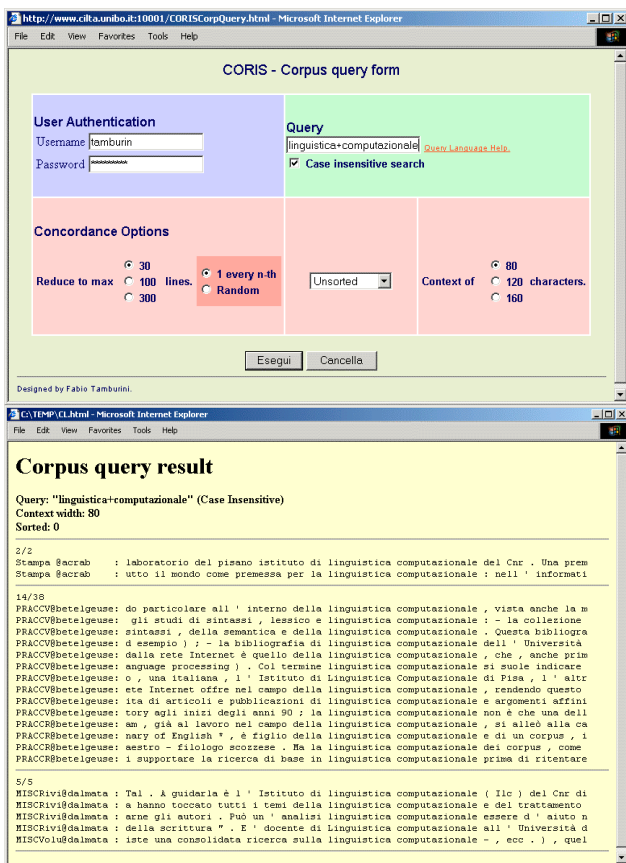 http://www.cilta.unibo.it:10001/CORISCorpQuery.html - Microsoft Internet Explorer
File Edit View Favorites Tools Help
CORIS - Corpus query form
User Authentication
Username tamburin
Password *********
Query
linguistica+computazionale Query Language Help.
Case insensitive search
Concordance Options
Reduce to max 30 100 300 lines.
1 every n-th
Random
Unsorted
Context of 80 120 160 characters.
Esegui Cancella
Designed by Fabio Tamburini.
C:\TEMP\CL.html - Microsoft Internet Explorer
File Edit View Favorites Tools Help
Corpus query result
Query: "linguistica+computazionale" (Case Insensitive)
Context width: 80
Sorted: 0
2/2
Stampa @acrab : laboratorio del pisano istituto di linguistica computazionale del Cnr . Una prem
Stampa @acrab : utto il mondo come premessa per la linguistica computazionale : nell ' informati
14/38
PRACCV@betelgeuse: do particolare all ' interno della linguistica computazionale , vista anche la m
PRACCV@betelgeuse: gli studi di sintassi , lessico e linguistica computazionale : - la collezione
PRACCV@betelgeuse: sintassi , della semantica e della linguistica computazionale . Questa bibliogra
PRACCV@betelgeuse: d esempio ) ; - la bibliografia di linguistica computazionale dell ' Università
PRACCV@betelgeuse: dalla rete Internet è quello della linguistica computazionale , che , anche prim
PRACCV@betelgeuse: anguage processing ) . Col termine linguistica computazionale si suole indicare
PRACCV@betelgeuse: o , una italiana , l ' Istituto di Linguistica Computazionale di Pisa , l ' altr
PRACCV@betelgeuse: ete Internet offre nel campo della linguistica computazionale , rendendo questo
PRACCV@betelgeuse: ita di articoli e pubblicazioni di linguistica computazionale e argomenti affini
PRACCV@betelgeuse: tory agli inizi degli anni 90 ; la linguistica computazionale non è che una dell
PRACCV@betelgeuse: am , già al lavoro nel campo della linguistica computazionale , si alleò alla ca
PRACCR@betelgeuse: nary of English * , è figlio della linguistica computazionale e di un corpus , i
PRACCR@betelgeuse: aestro - filologo scozzese . Ma la linguistica computazionale dei corpus , come
PRACCR@betelgeuse: i supportare la ricerca di base in linguistica computazionale prima di ritentare
5/5
MISCRivi@dalmata : Tal . A guidarla è l ' Istituto di linguistica computazionale ( Ilc ) del Cnr di
MISCRivi@dalmata : a hanno toccato tutti i temi della linguistica computazionale e del trattamento
MISCRivi@dalmata : arne gli autori . Può un ' analisi linguistica computazionale essere d ' aiuto n
MISCRivi@dalmata : della scrittura " . E ' docente di Linguistica computazionale all ' Università d
MISCVolu@dalmata : iste una consolidata ricerca sulla linguistica computazionale - , ecc . ) , quel